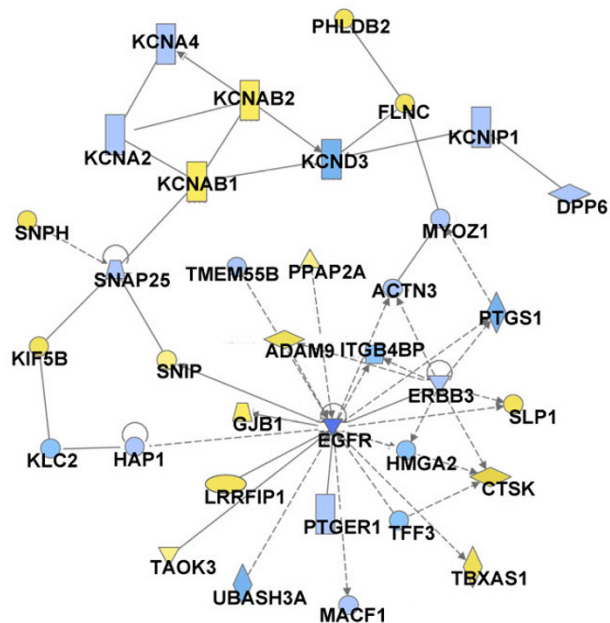 PHLDB2
KCNA4
KCNAB2
FLNC
KCNIP1
KCNA2
KCND3
KCNAB1
DPP6
SNPH
MYOZ1
SNAP25
TMEM55B
PPAP2A
ACTN3
PTGS1
KIF5B
SNIP
ADAM9
ITGB4BP
ERBB3
SLP1
GJB1
EGFR
KLC2
HAP1
HMGA2
CTSK
LRRFIP1
PTGER1
TFF3
TAOK3
TBXAS1
UBASH3A
MACF1